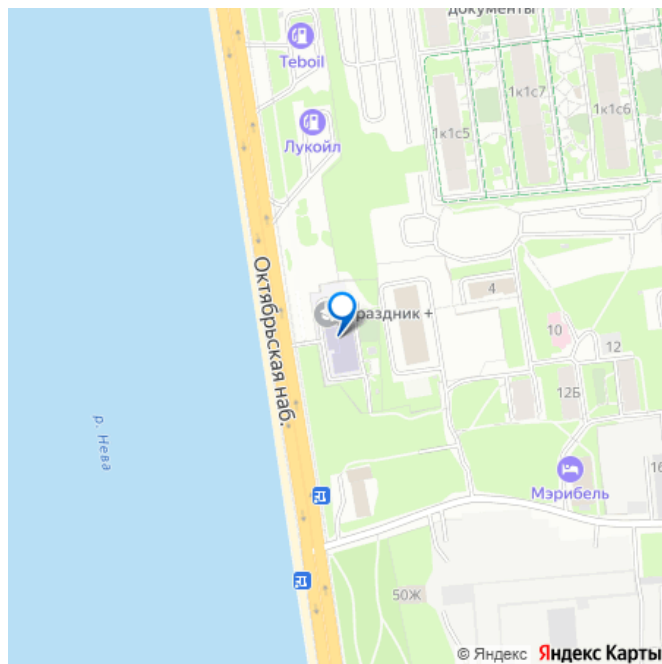 документы
Teboil
1к1с7
1к1с6
1к1с5
Лукойл
Октябрьская наб.
4
раздник +
10
12
12Б
р. Нева
Мэрибель
16
50Ж
© Яндекс Яндекс Карты